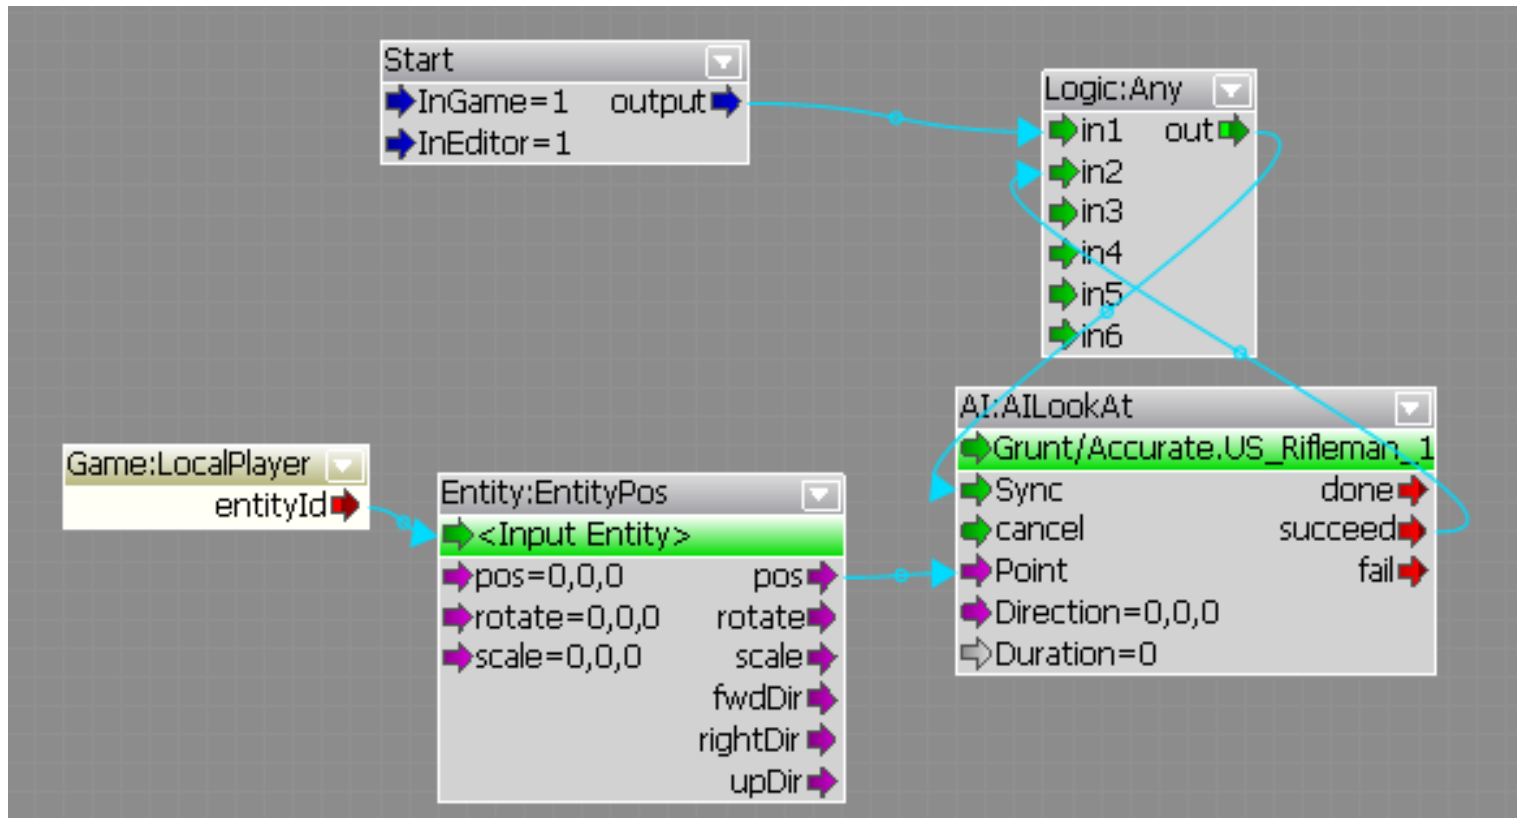 Start
InGame=1 output
InEditor=1
Logic:Any
in1 out
in2
in3
in4
in5
in6
AI:AILookAt
Grunt/Accurate.US_Rifleman_1
Sync done
cancel succeed
Point fail
Direction=0,0,0
Duration=0
Game:LocalPlayer
entityId
Entity:EntityPos
<Input Entity>
pos=0,0,0 pos
rotate=0,0,0 rotate
scale=0,0,0 scale
fwdDir
rightDir
upDir